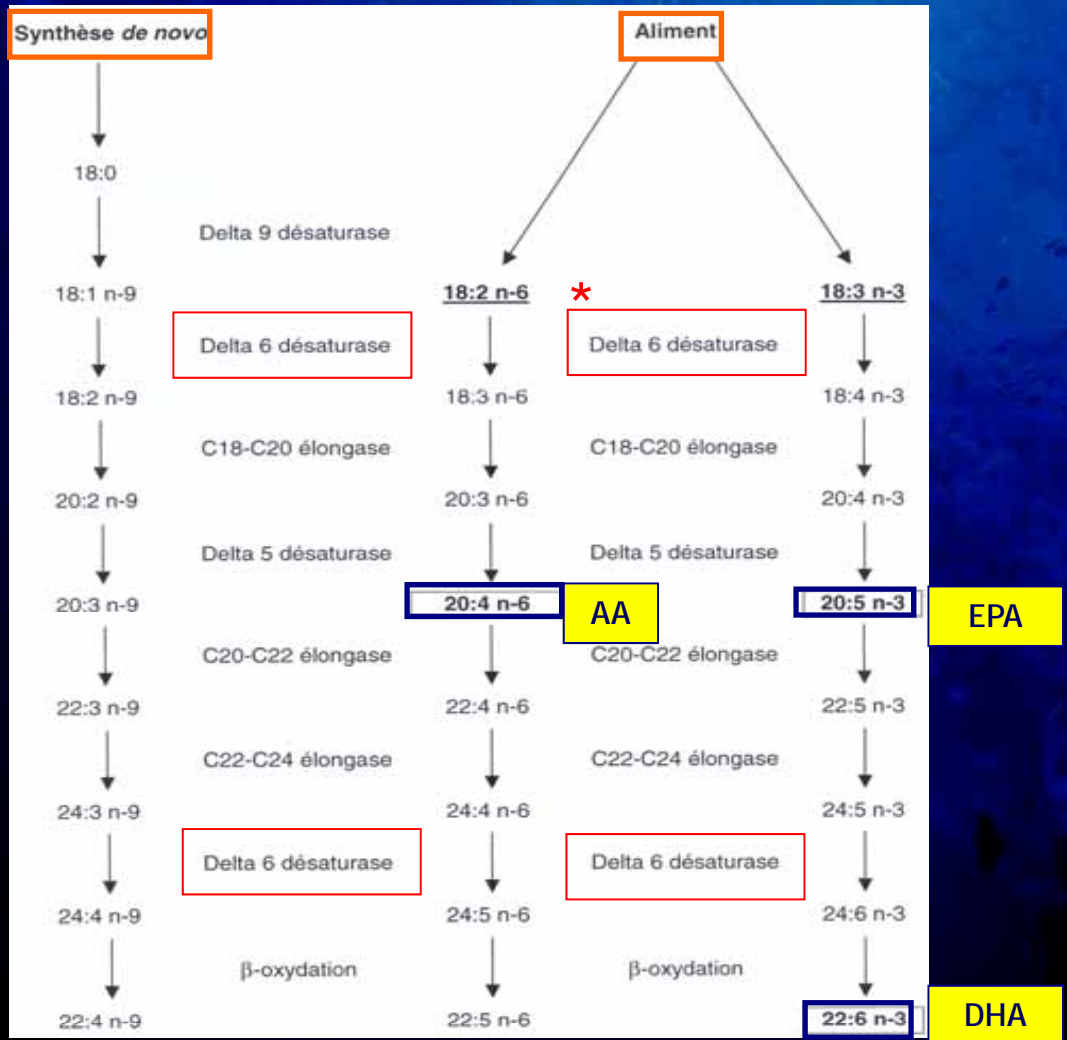 Synthèse de novo
Aliment
18:0
Delta 9 désaturase
18:1 n-9
18:2 n-6
*
18:3 n-3
Delta 6 désaturase
Delta 6 désaturase
18:2 n-9
18:3 n-6
18:4 n-3
C18-C20 élongase
C18-C20 élongase
20:2 n-9
20:3 n-6
20:4 n-3
Delta 5 désaturase
Delta 5 désaturase
20:3 n-9
20:4 n-6
AA
20:5 n-3
EPA
C20-C22 élongase
C20-C22 élongase
22:3 n-9
22:4 n-6
22:5 n-3
C22-C24 élongase
C22-C24 élongase
24:3 n-9
24:4 n-6
24:5 n-3
Delta 6 désaturase
Delta 6 désaturase
24:4 n-9
24:5 n-6
24:6 n-3
β-oxydation
β-oxydation
22:4 n-9
22:5 n-6
22:6 n-3
DHA